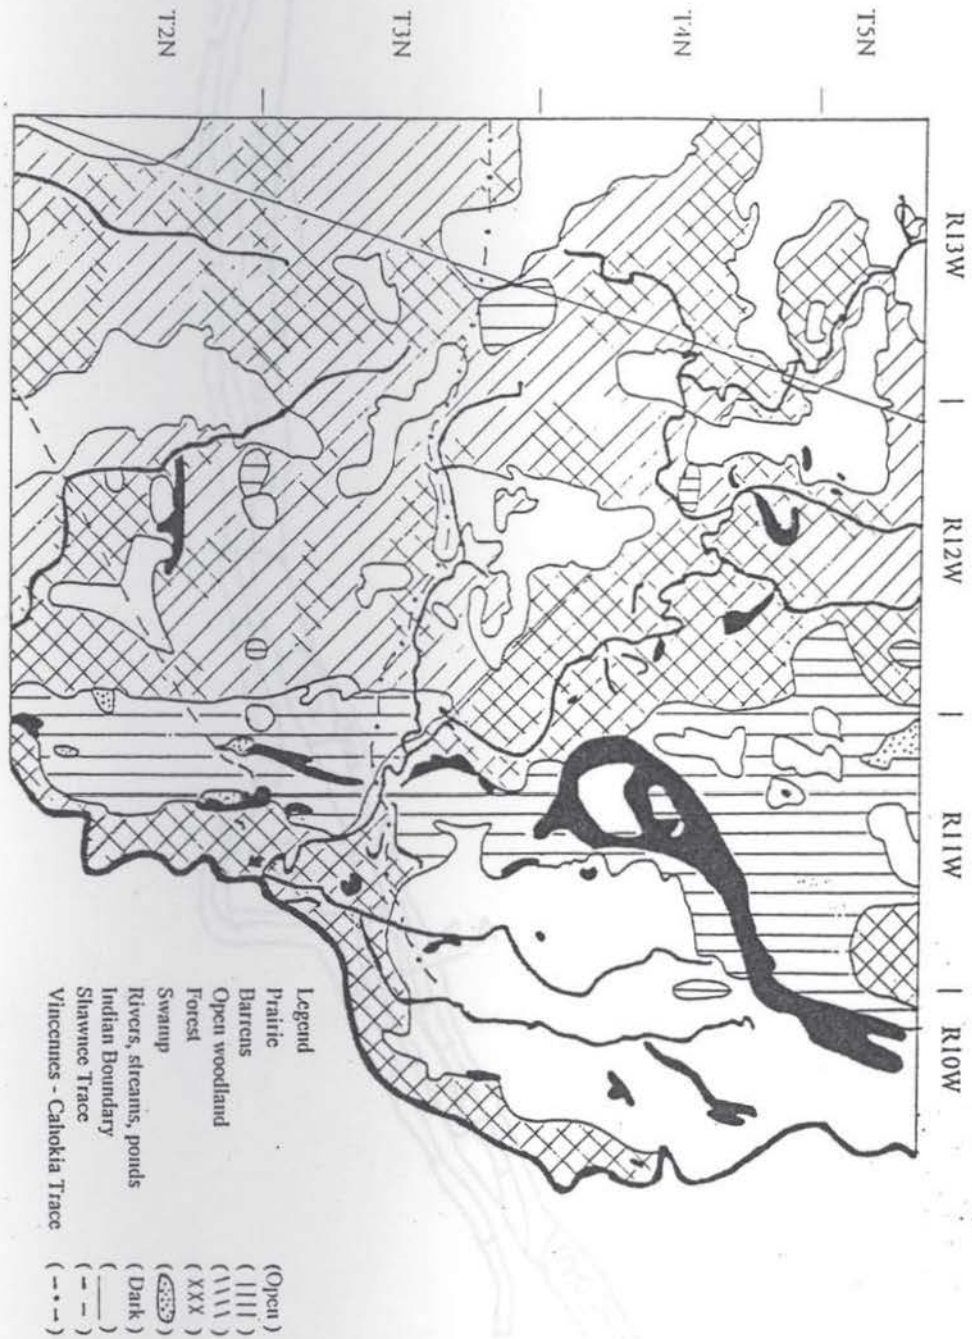 T5N
T4N
T3N
T2N
R13W
R12W
R11W
R10W
Legend
Prairie (Open)
Barrens ( | | | | )
Open woodland ( \ \ \ \ )
Forest ( XXX )
Swamp
Rivers, streams, ponds ( Dark )
Indian Boundary ( —— )
Shawnee Trace ( – – – )
Vincennes - Cahokia Trace ( – • – )